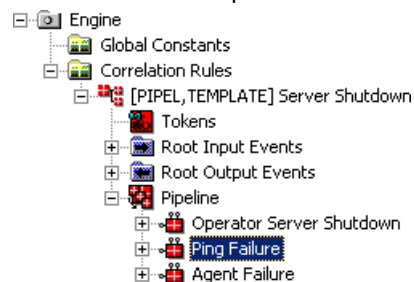 Engine
Global Constants
Correlation Rules
[PIPEL,TEMPLATE] Server Shutdown
Tokens
Root Input Events
Root Output Events
Pipeline
Operator Server Shutdown
Ping Failure
Agent Failure